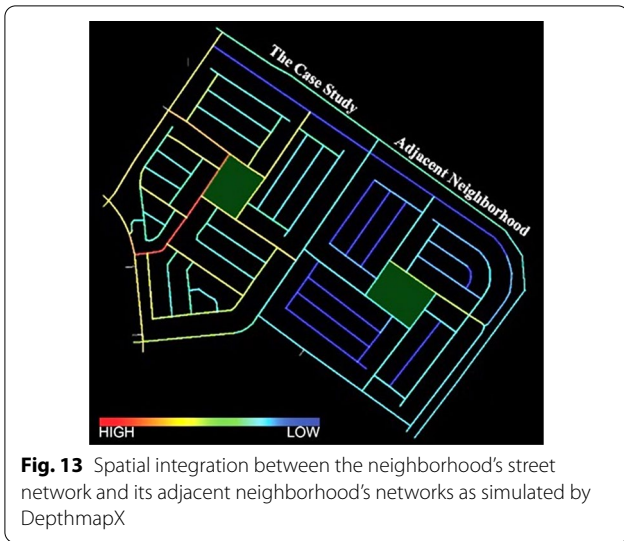 The Case Study
Adjacent Neighborhood
HIGH LOW
Fig. 13 Spatial integration between the neighborhood's street
network and its adjacent neighborhood's networks as simulated by
DepthmapX